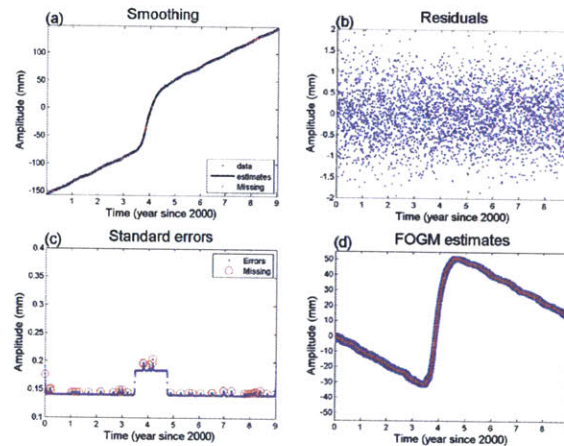 (a) Smoothing
Amplitude (mm)
100
50
0
-50
-100
-150
data
estimates
Missing
0 1 2 3 4 5 6 7 8 9
Time (year since 2000)
(b) Residuals
Amplitude (mm)
2
1.5
1
0.5
0
-0.5
-1
-1.5
-2
0 1 2 3 4 5 6 7 8
Time (year since 2000)
(c) Standard errors
Amplitude (mm)
0.4
0.35
0.3
0.25
0.2
0.15
0.1
Errors
Missing
0 1 2 3 4 5 6 7 8 9
Time (year since 2000)
(d) FOGM estimates
Amplitude (mm)
50
40
30
20
10
0
-10
-20
-30
-40
-50
0 1 2 3 4 5 6 7 8
Time (year since 2000)